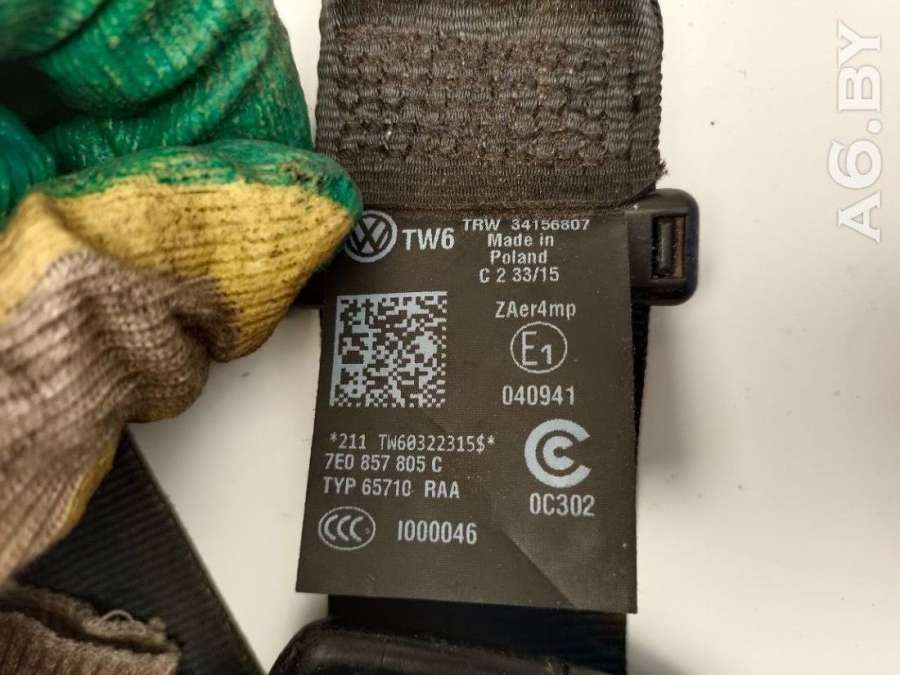 TW6
TRW 34156807
Made in
Poland
C 2 33/15
ZAer4mp
E1
040941
*211 TW60322315$*
7E0 857 805 C
TYP 65710 RAA
0C302
CCC
I000046
A6.BY